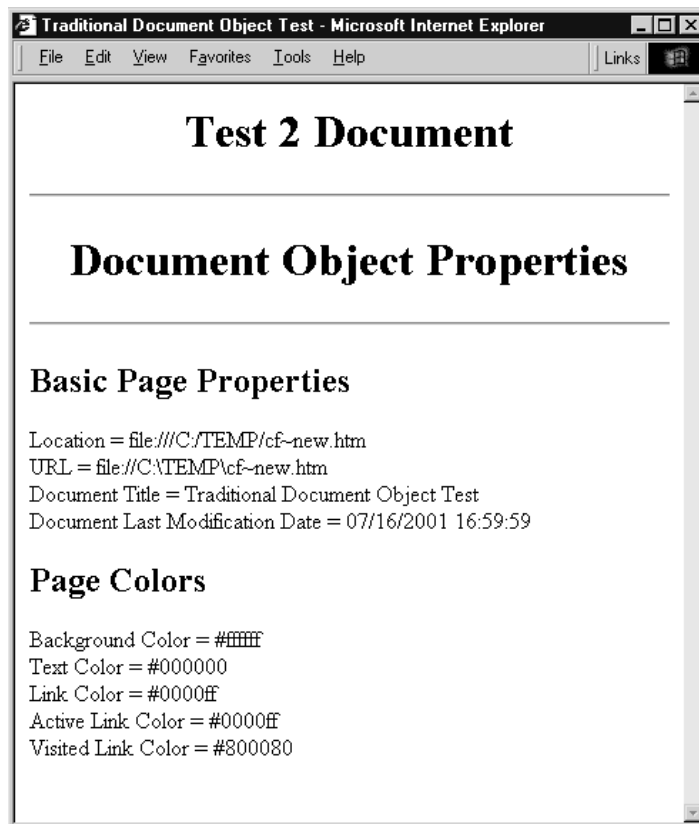 Traditional Document Object Test - Microsoft Internet Explorer
File Edit View Favorites Tools Help Links
Test 2 Document
Document Object Properties
Basic Page Properties
Location = file:///C:/TEMP/cf~new.htm
URL = file://C:\TEMP\cf~new.htm
Document Title = Traditional Document Object Test
Document Last Modification Date = 07/16/2001 16:59:59
Page Colors
Background Color = #ffffff
Text Color = #000000
Link Color = #0000ff
Active Link Color = #0000ff
Visited Link Color = #800080